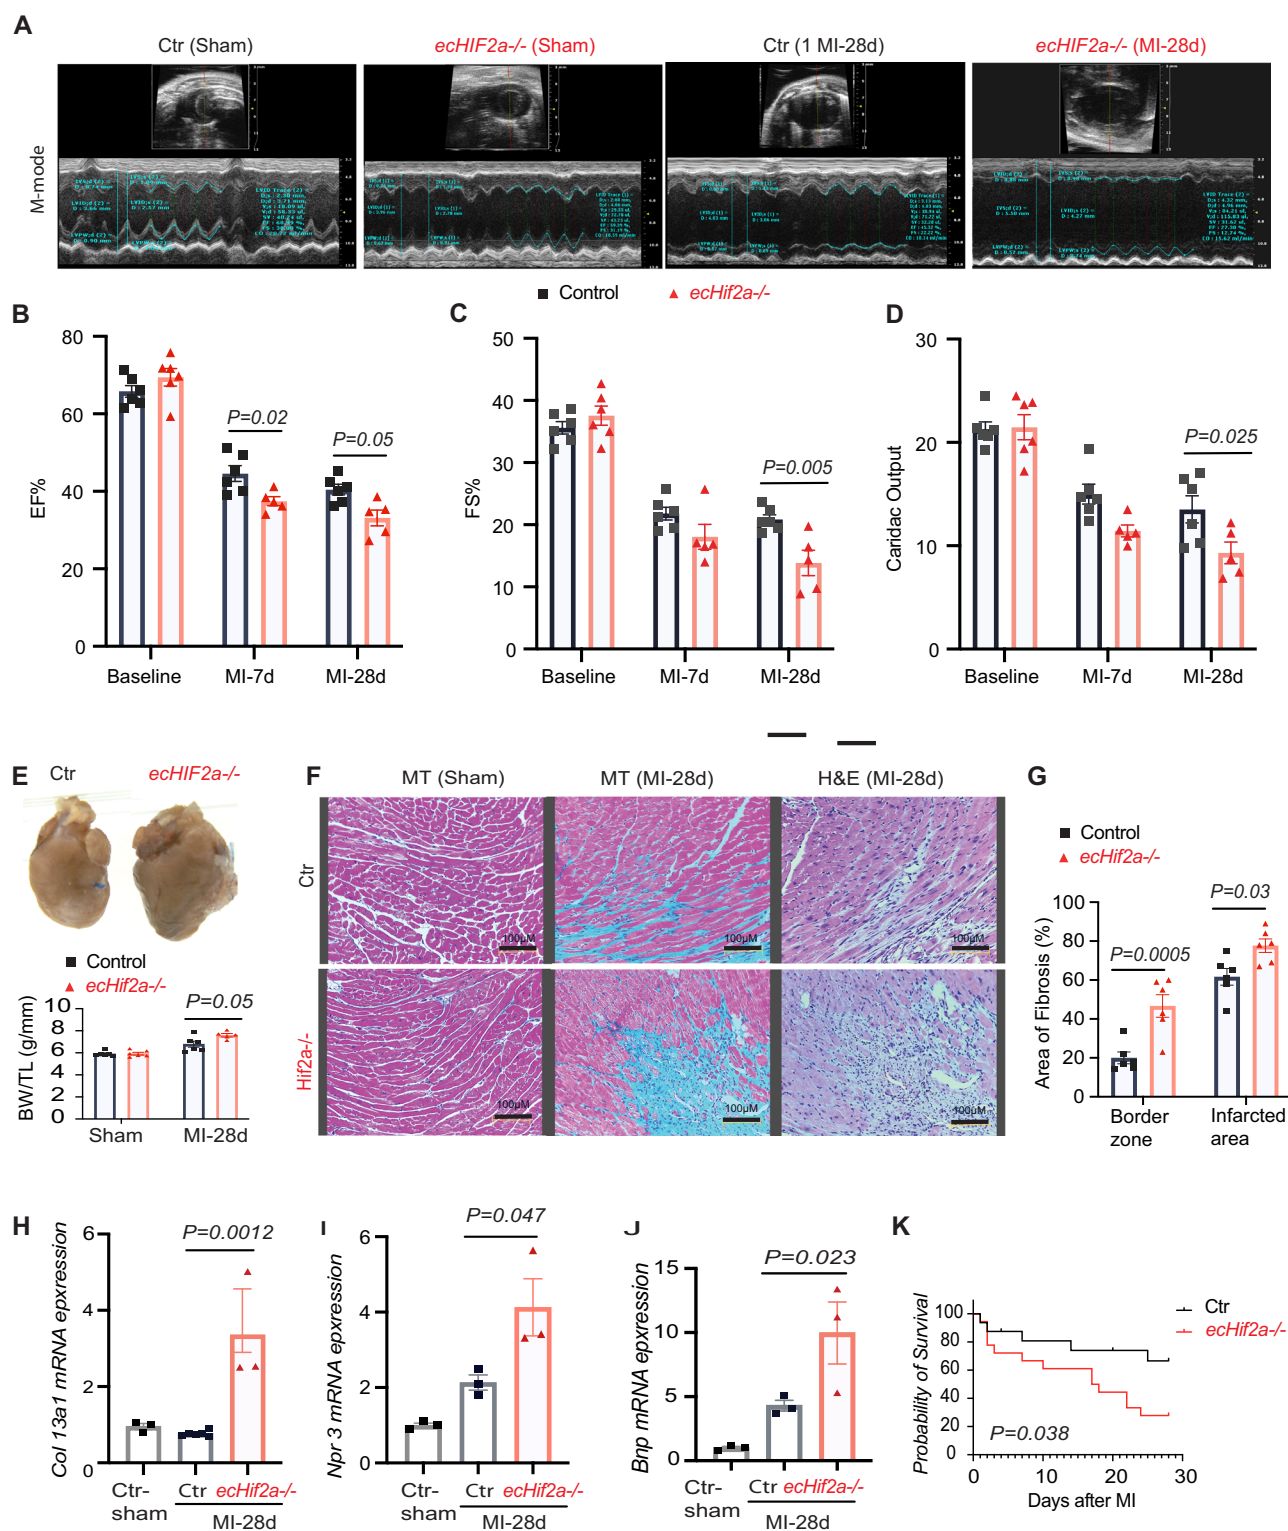 A
Ctr (Sham)
ecHIF2a-/- (Sham)
Ctr (1 MI-28d)
ecHIF2a-/- (MI-28d)
M-mode
Control
ecHif2a-/-
B
EF%
80
60
40
20
0
P=0.02
P=0.05
Baseline
MI-7d
MI-28d
C
FS%
50
40
30
20
10
0
P=0.005
Baseline
MI-7d
MI-28d
D
Caridac Output
30
20
10
0
P=0.025
Baseline
MI-7d
MI-28d
E
Ctr
ecHIF2a-/-
Control
ecHif2a-/-
BW/TL (g/mm)
10
8
6
4
2
0
P=0.05
Sham
MI-28d
F
MT (Sham)
MT (MI-28d)
H&E (MI-28d)
Ctr
100μM
100μM
100μM
Hif2a-/-
100μM
100μM
100μM
G
Control
ecHif2a-/-
Area of Fibrosis (%)
100
80
60
40
20
0
P=0.0005
P=0.03
Border
zone
Infarcted
area
H
Col 13a1 mRNA epxression
6
4
2
0
P=0.0012
Ctr-
sham
Ctr
ecHif2a-/-
MI-28d
I
Npr 3 mRNA epxression
6
4
2
0
P=0.047
Ctr-
sham
Ctr
ecHif2a-/-
MI-28d
J
Bnp mRNA epxression
15
10
5
0
P=0.023
Ctr-
sham
Ctr
ecHif2a-/-
MI-28d
K
Probability of Survival
100
80
60
40
20
0
P=0.038
Ctr
ecHif2a-/-
0
10
20
30
Days after MI